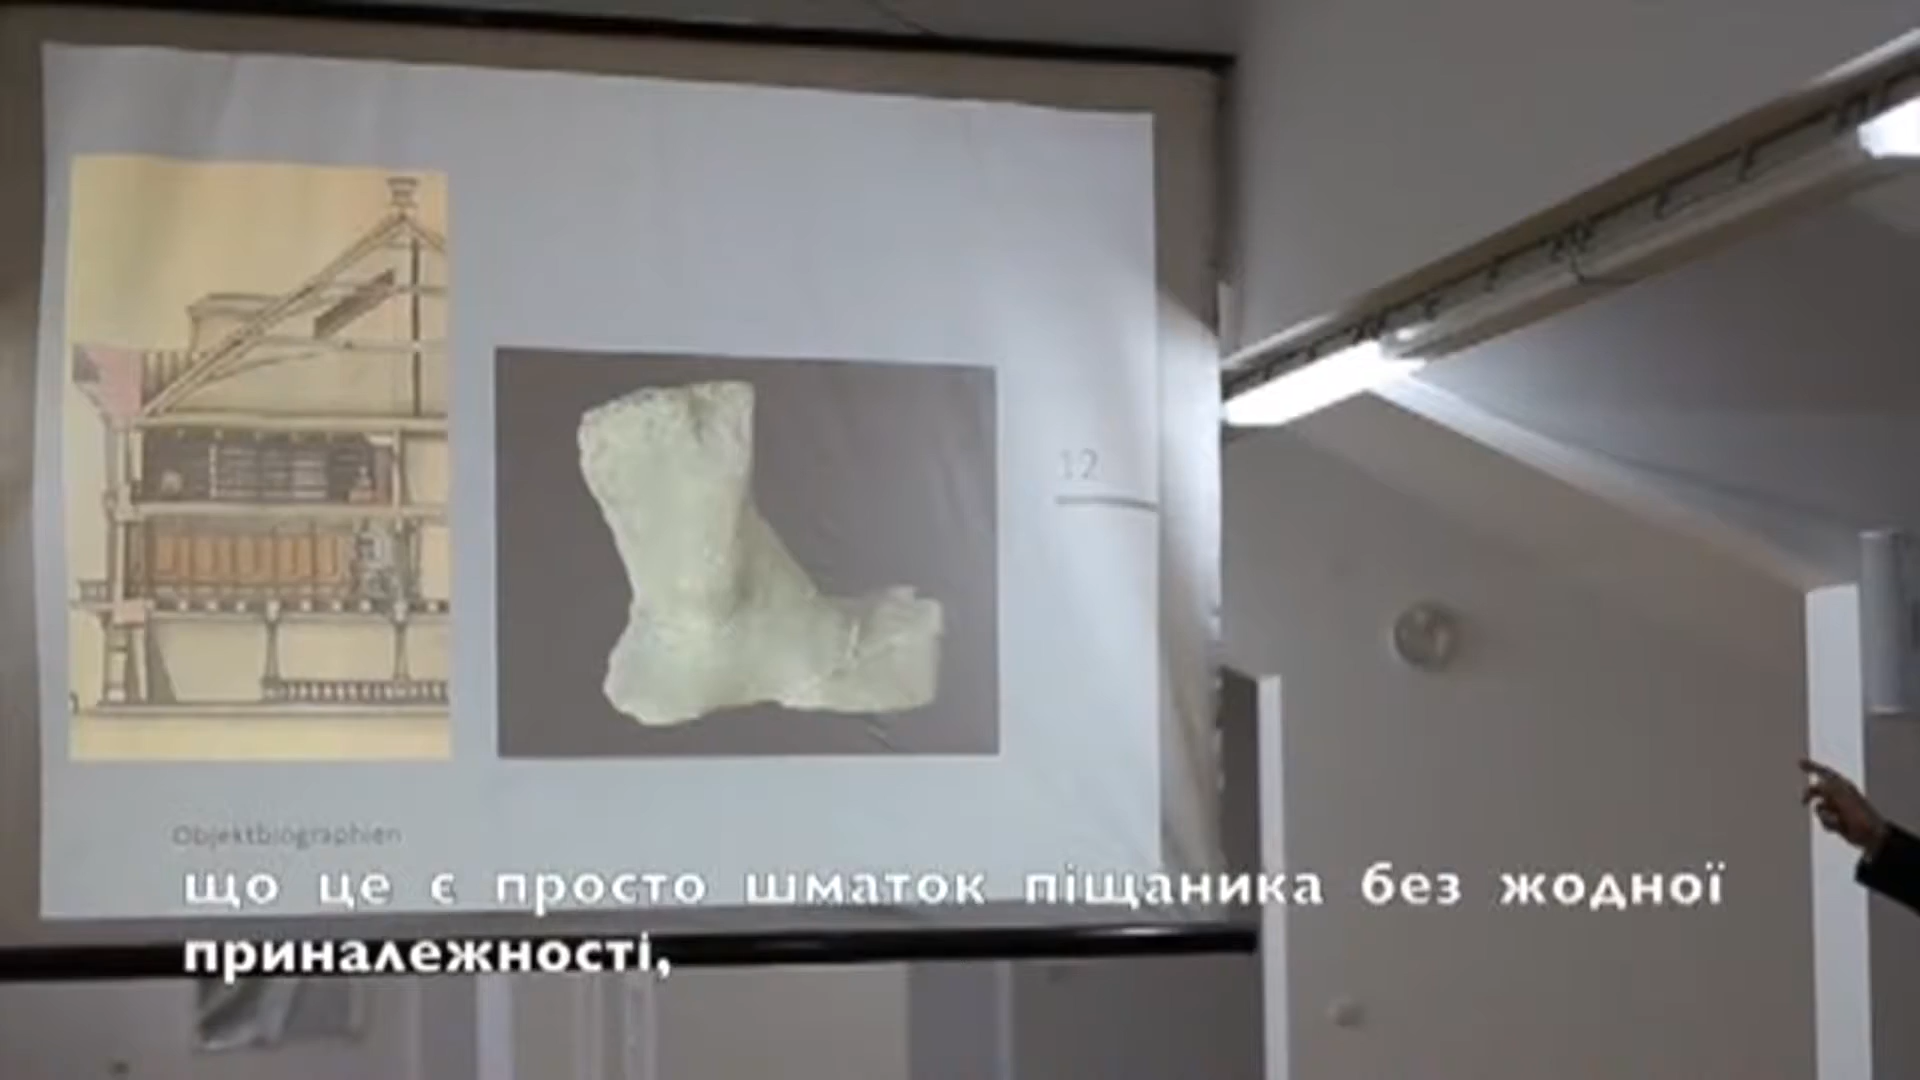 12
Objektbiographien
що це є просто шматок піщаника без жодної
приналежності,